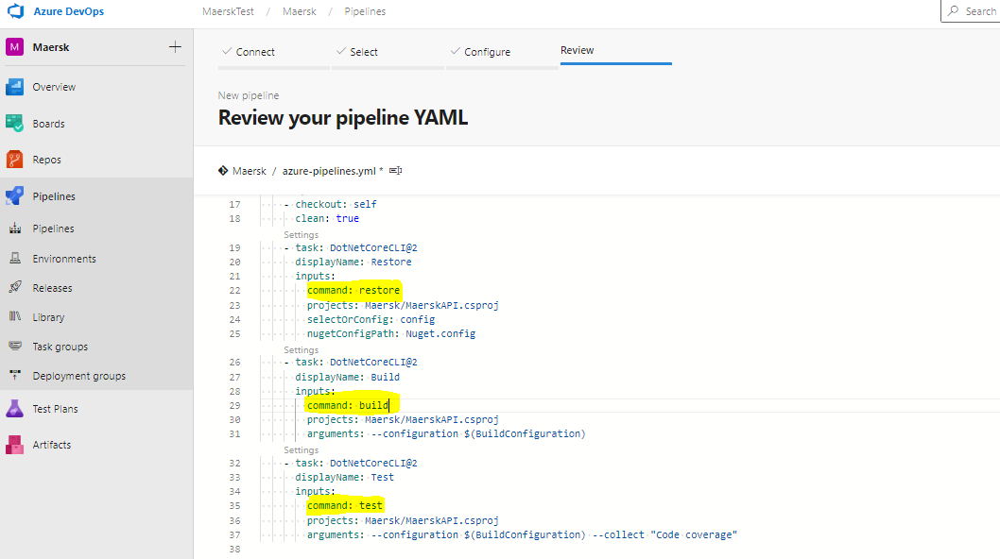 Azure DevOps
MaerskTest / Maersk / Pipelines
Search
M Maersk +
Overview
Boards
Repos
Pipelines
Pipelines
Environments
Releases
Library
Task groups
Deployment groups
Test Plans
Artifacts
Connect
Select
Configure
Review
New pipeline
Review your pipeline YAML
Maersk / azure-pipelines.yml *
17 - checkout: self
18 clean: true
Settings
19 - task: DotNetCoreCLI@2
20 displayName: Restore
21 inputs:
22 command: restore
23 projects: Maersk/MaerskAPI.csproj
24 selectOrConfig: config
25 nugetConfigPath: Nuget.config
Settings
26 - task: DotNetCoreCLI@2
27 displayName: Build
28 inputs:
29 command: build
30 projects: Maersk/MaerskAPI.csproj
31 arguments: --configuration $(BuildConfiguration)
Settings
32 - task: DotNetCoreCLI@2
33 displayName: Test
34 inputs:
35 command: test
36 projects: Maersk/MaerskAPI.csproj
37 arguments: --configuration $(BuildConfiguration) --collect "Code coverage"
38